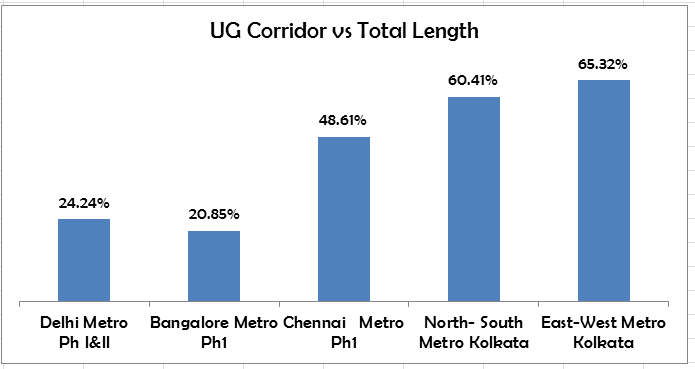 UG Corridor vs Total Length
65.32%
60.41%
48.61%
24.24%
20.85%
Delhi Metro Ph I&II
Bangalore Metro Ph1
Chennai Metro Ph1
North- South Metro Kolkata
East-West Metro Kolkata